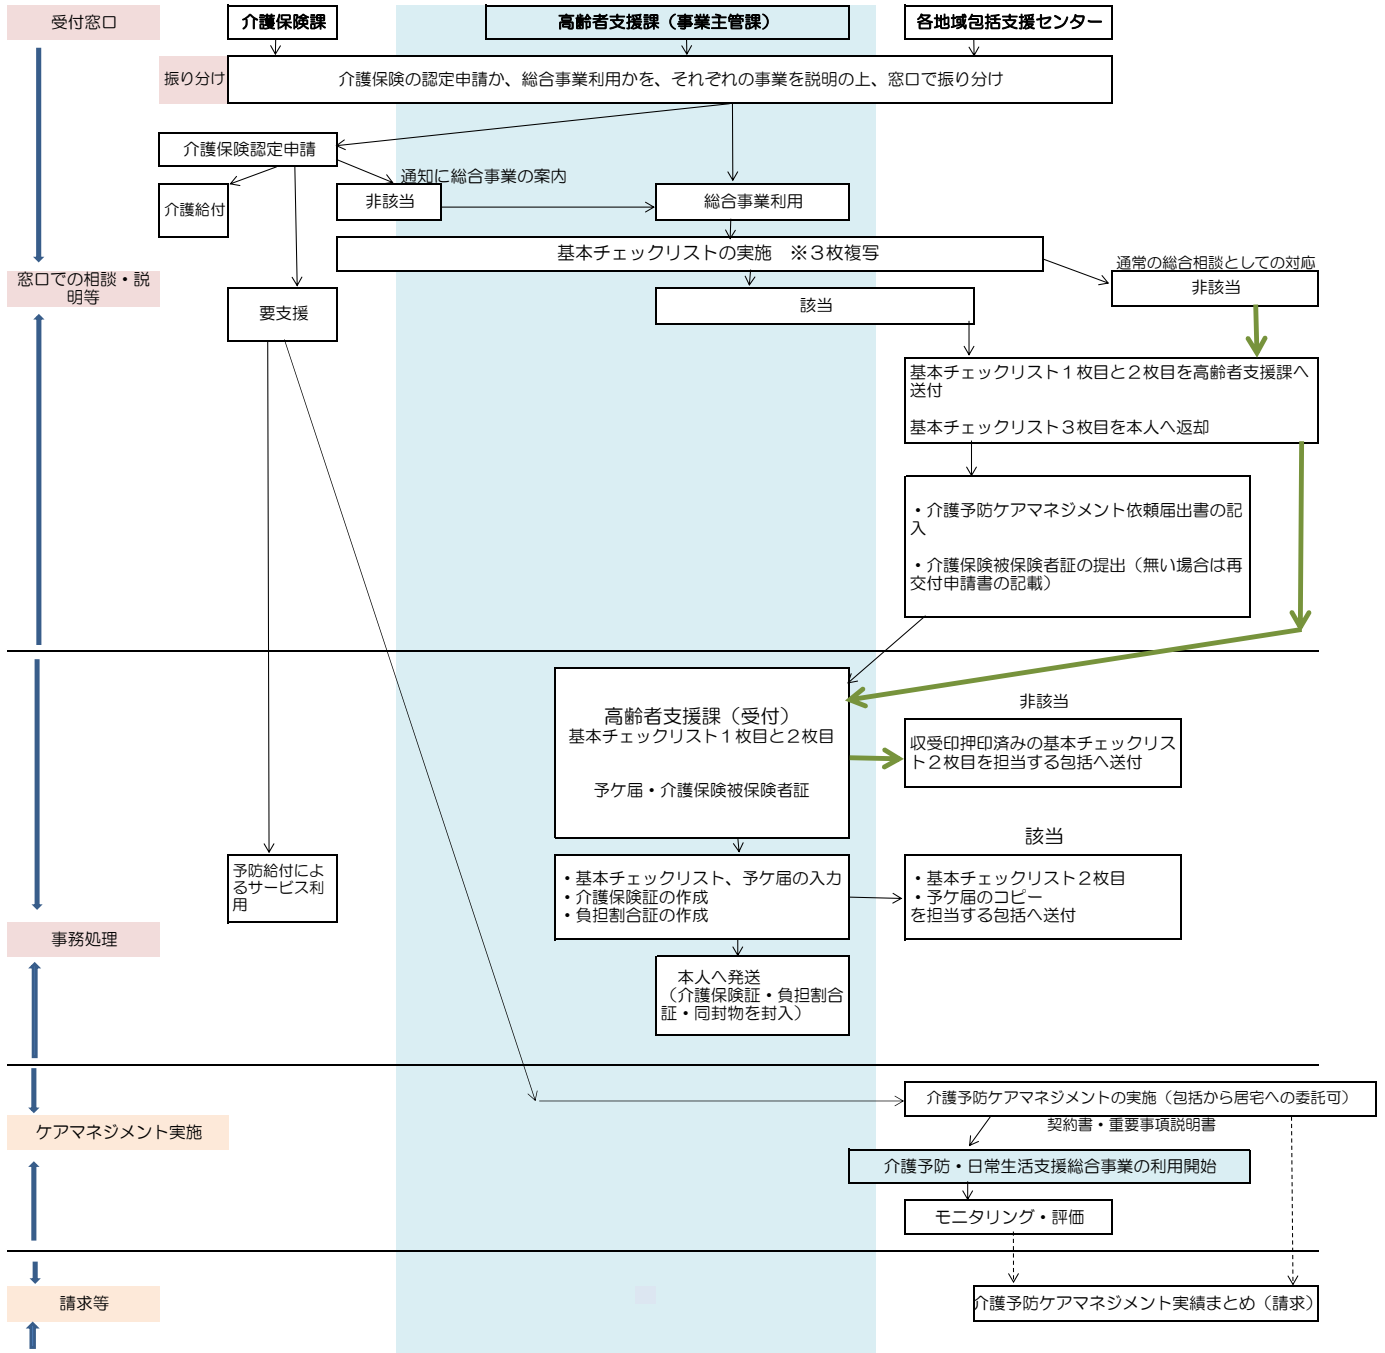 受付窓口
介護保険課
高齢者支援課（事業主管課）
各地域包括支援センター
振り分け
介護保険の認定申請か、総合事業利用かを、それぞれの事業を説明の上、窓口で振り分け
介護保険認定申請
通知に総合事業の案内
介護給付
非該当
総合事業利用
基本チェックリストの実施　※３枚複写
通常の総合相談としての対応
非該当
窓口での相談・説
明等
要支援
該当
基本チェックリスト１枚目と２枚目を高齢者支援課へ
送付
基本チェックリスト３枚目を本人へ返却
・介護予防ケアマネジメント依頼届出書の記
入
・介護保険被保険者証の提出（無い場合は再
交付申請書の記載）
高齢者支援課（受付）
基本チェックリスト１枚目と２枚目
予ケ届・介護保険被保険者証
非該当
収受印押印済みの基本チェックリス
ト２枚目を担当する包括へ送付
該当
予防給付によ
るサービス利
用
・基本チェックリスト、予ケ届の入力
・介護保険証の作成
・負担割合証の作成
・基本チェックリスト２枚目
・予ケ届のコピー
を担当する包括へ送付
事務処理
本人へ発送
（介護保険証・負担割合
証・同封物を封入）
介護予防ケアマネジメントの実施（包括から居宅への委託可）
契約書・重要事項説明書
ケアマネジメント実施
介護予防・日常生活支援総合事業の利用開始
モニタリング・評価
請求等
介護予防ケアマネジメント実績まとめ（請求）